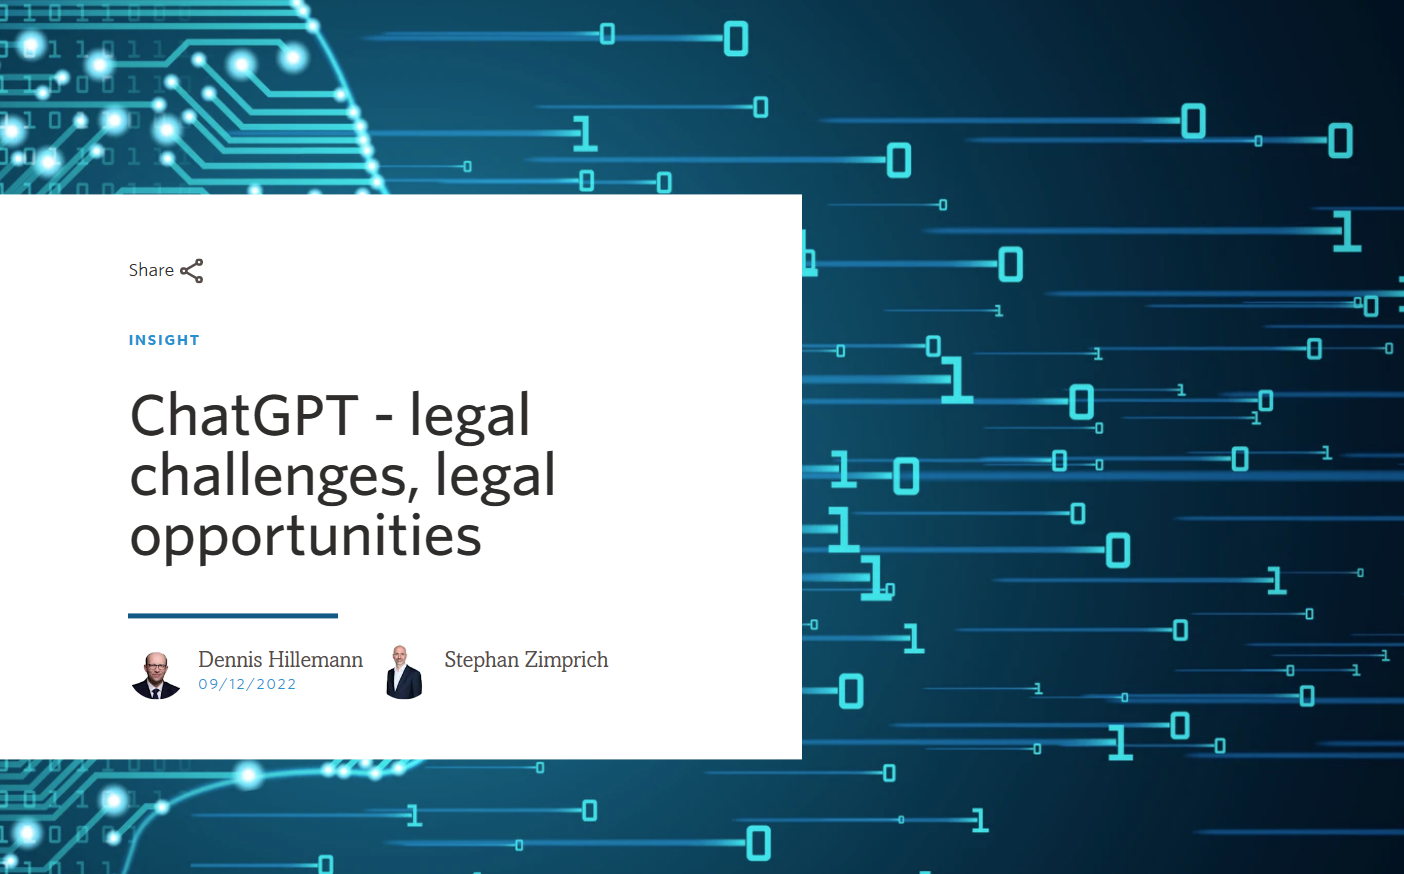 Share
INSIGHT
ChatGPT - legal
challenges, legal
opportunities
Dennis Hillemann
09/12/2022
Stephan Zimprich